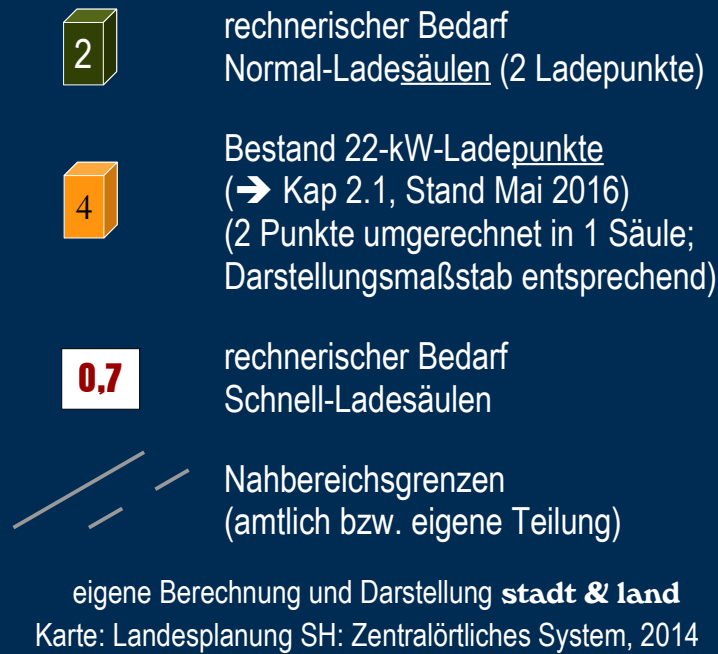 2
rechnerischer Bedarf
Normal-Ladesäulen (2 Ladepunkte)
4
Bestand 22-kW-Ladepunkte
(➔ Kap 2.1, Stand Mai 2016)
(2 Punkte umgerechnet in 1 Säule;
Darstellungsmaßstab entsprechend)
0,7
rechnerischer Bedarf
Schnell-Ladesäulen
Nahbereichsgrenzen
(amtlich bzw. eigene Teilung)
eigene Berechnung und Darstellung stadt & land
Karte: Landesplanung SH: Zentralörtliches System, 2014